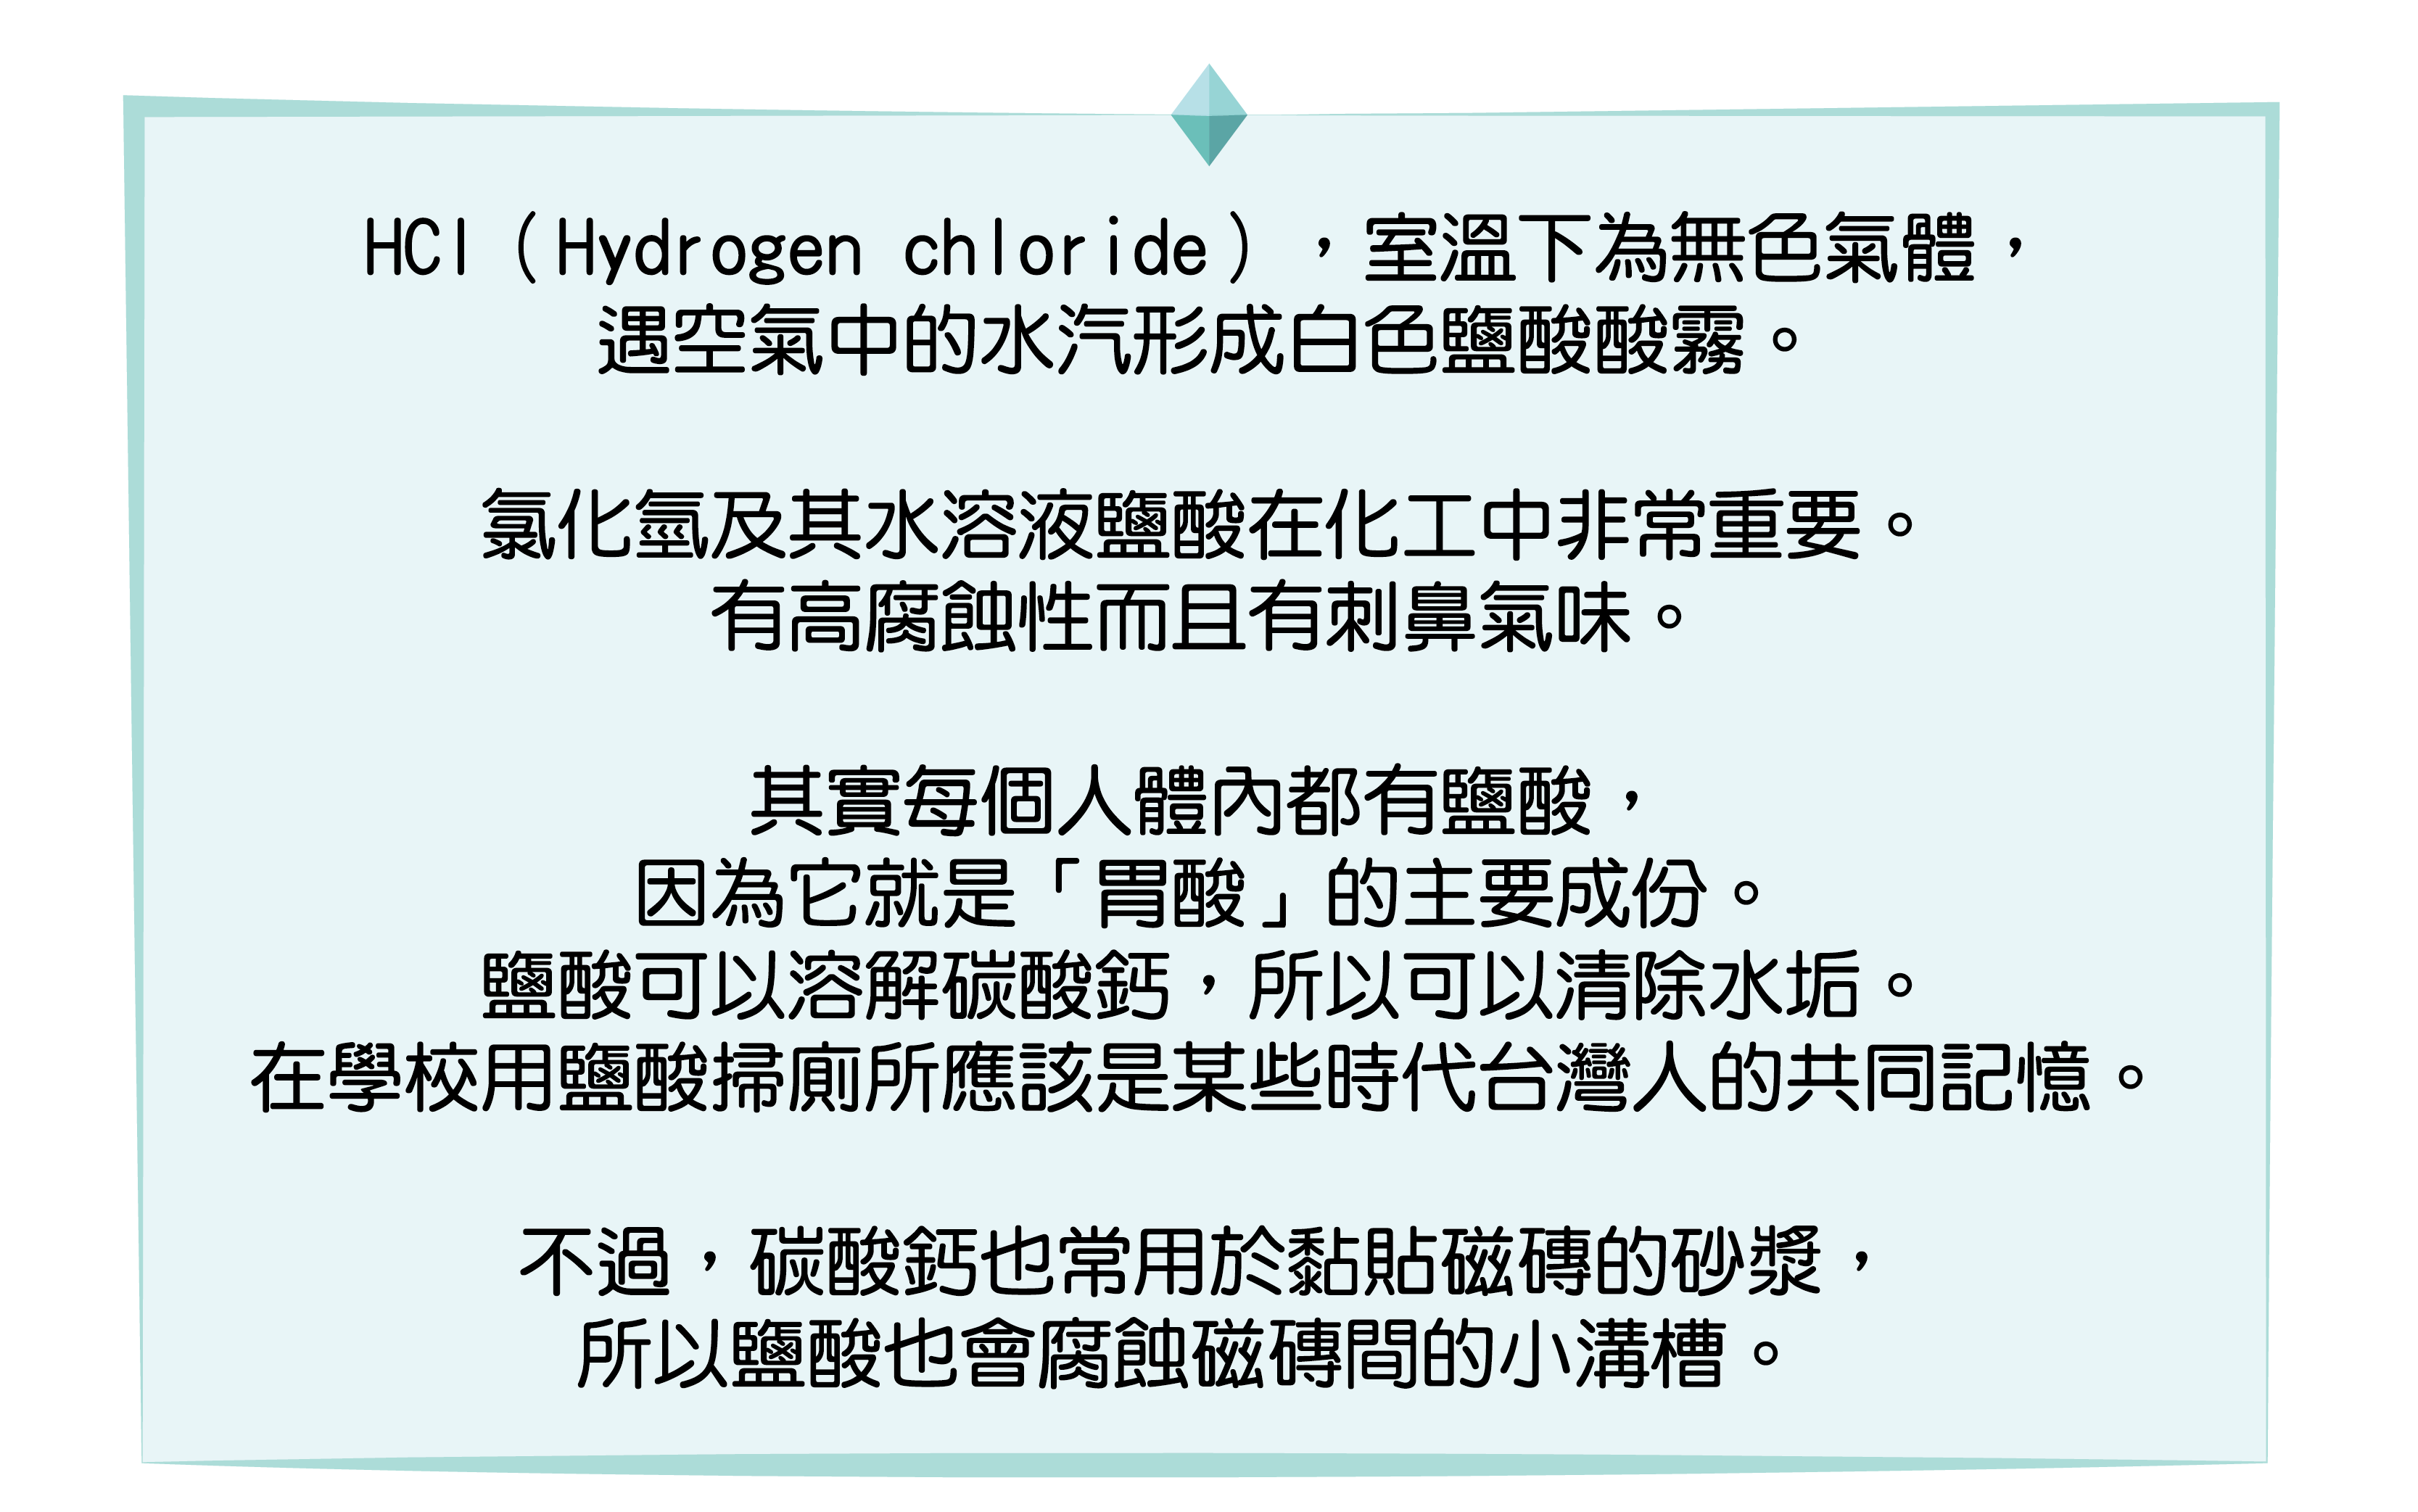 HCl（Hydrogen chloride），室溫下為無色氣體，
遇空氣中的水汽形成白色鹽酸酸霧。
氯化氫及其水溶液鹽酸在化工中非常重要。
有高腐蝕性而且有刺鼻氣味。
其實每個人體內都有鹽酸，
因為它就是「胃酸」的主要成份。
鹽酸可以溶解碳酸鈣，所以可以清除水垢。
在學校用鹽酸掃廁所應該是某些時代台灣人的共同記憶。
不過，碳酸鈣也常用於黏貼磁磚的砂漿，
所以鹽酸也會腐蝕磁磚間的小溝槽。